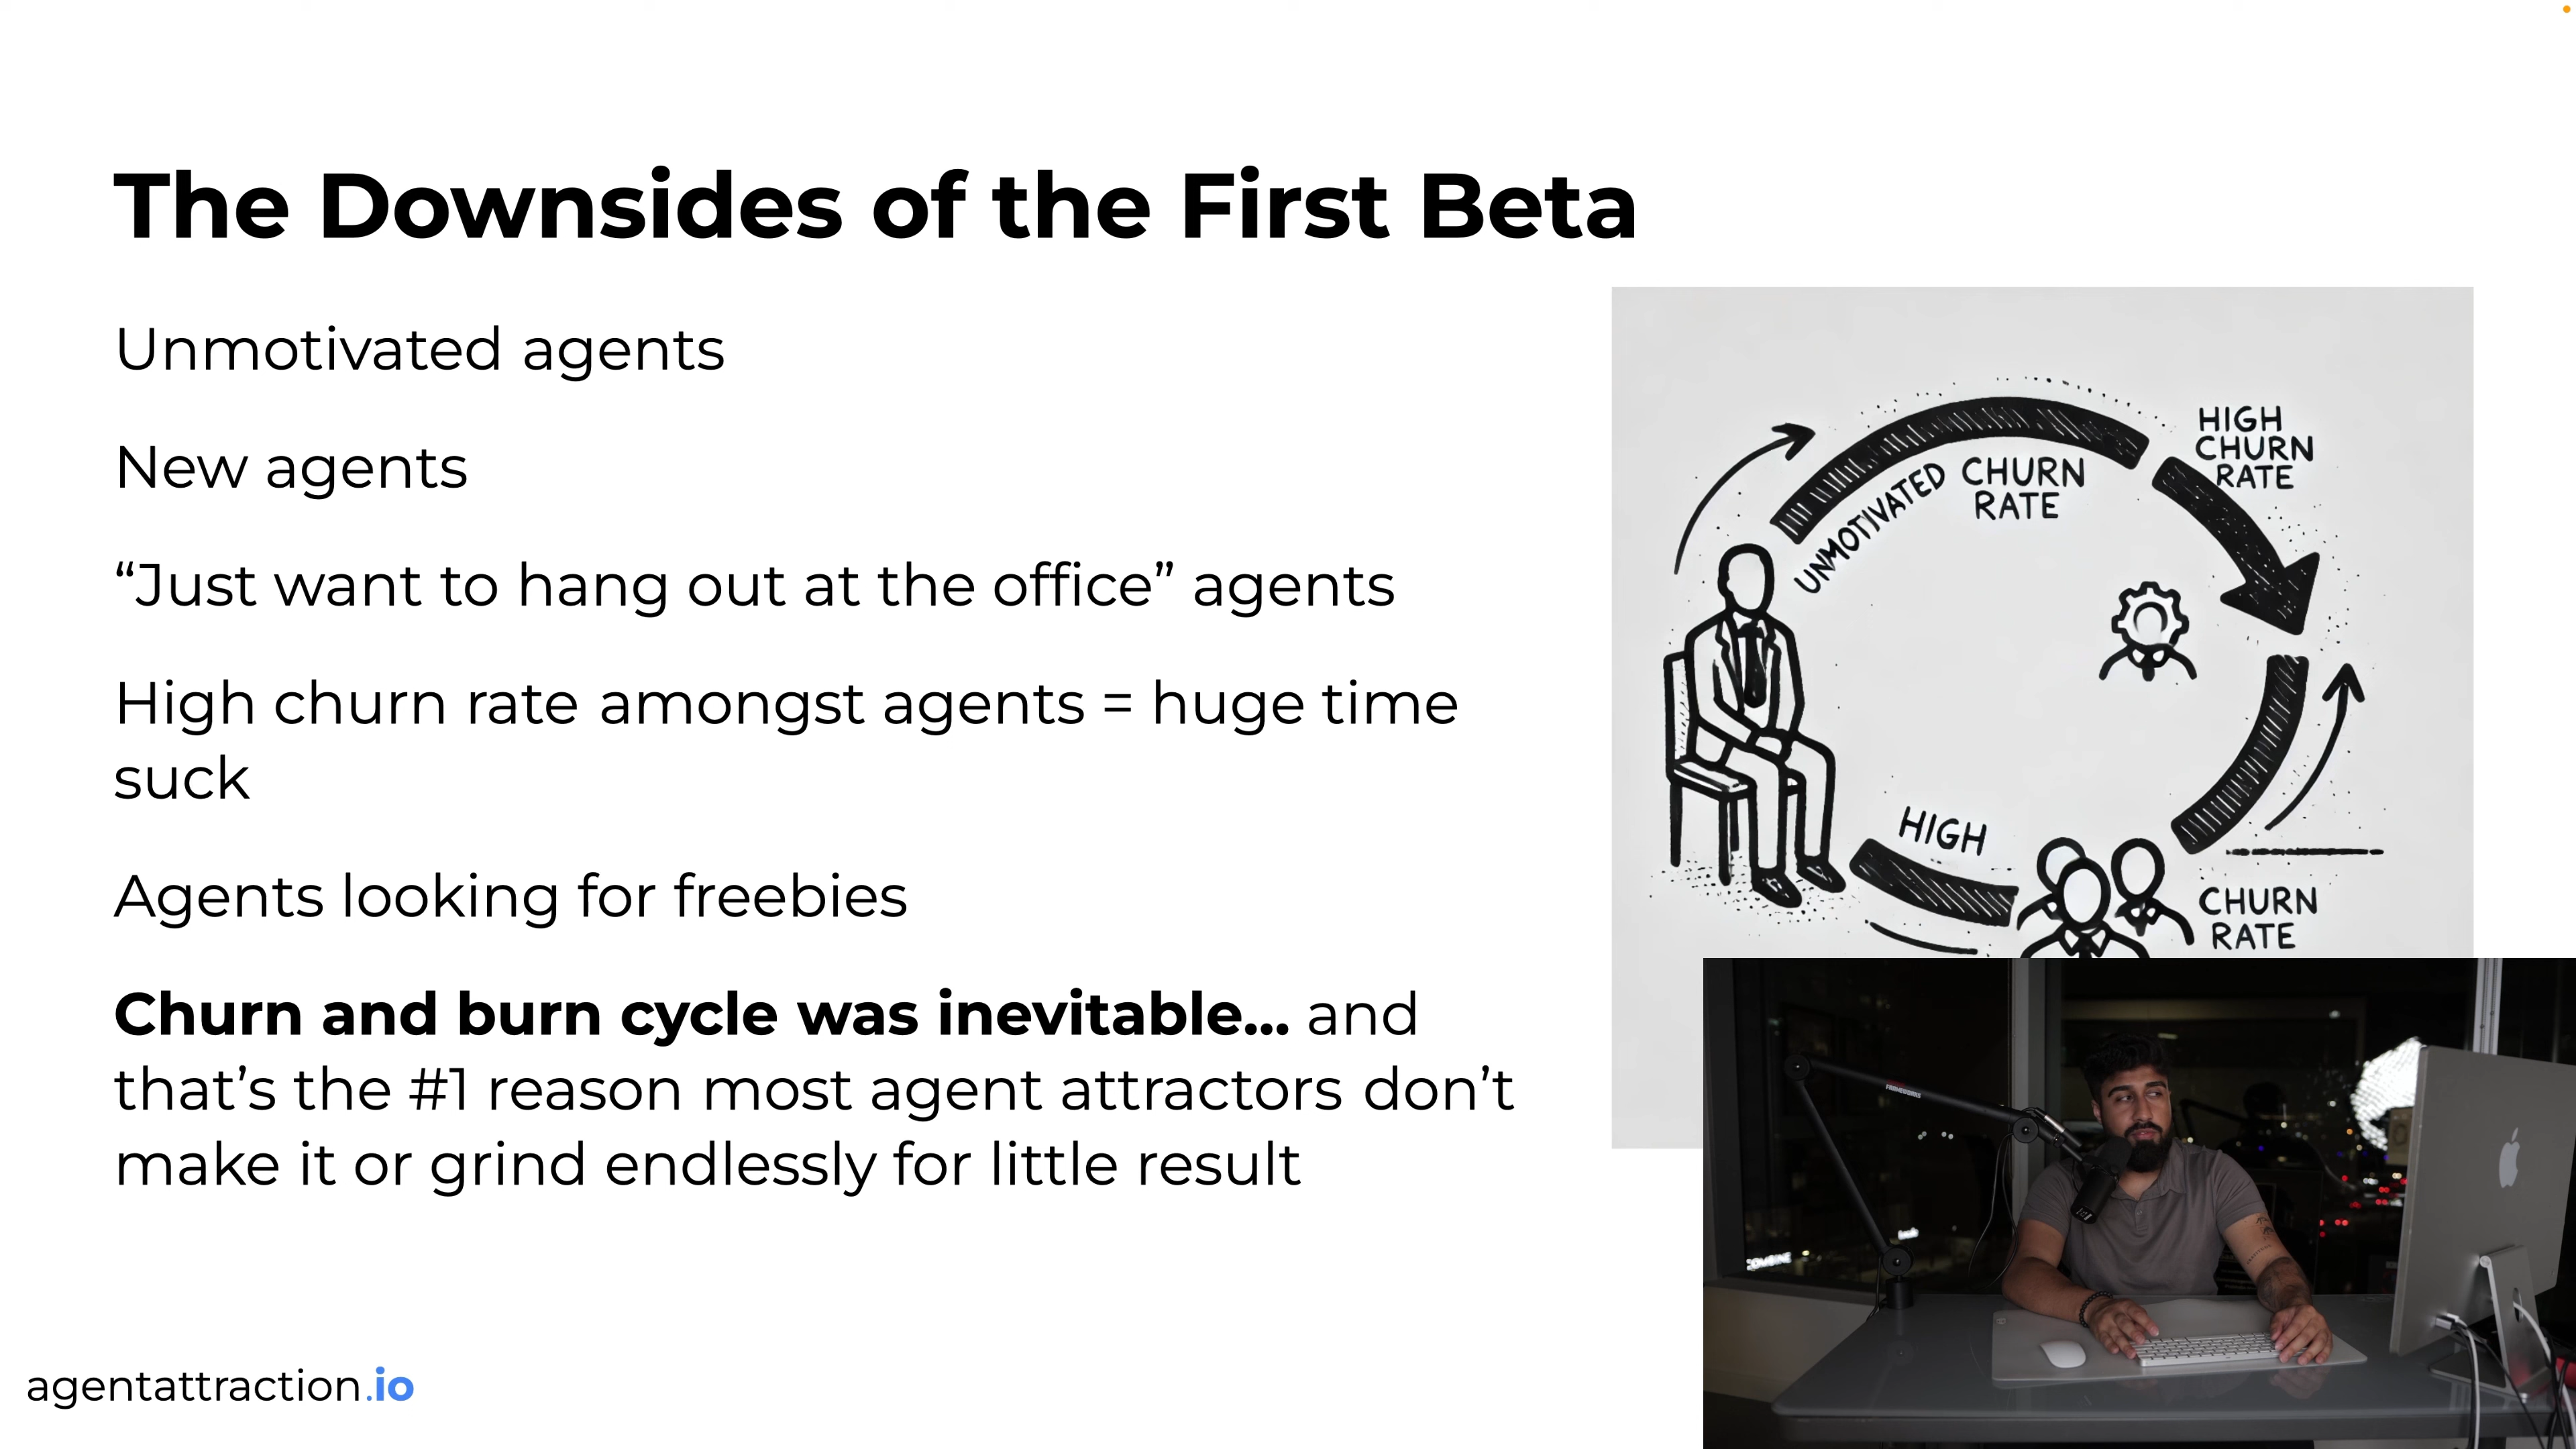 The Downsides of the First Beta
Unmotivated agents
New agents
“Just want to hang out at the office” agents
High churn rate amongst agents = huge time
suck
Agents looking for freebies
Churn and burn cycle was inevitable... and
that’s the #1 reason most agent attractors don’t
make it or grind endlessly for little result
HIGH
CHURN
RATE
UNMOTIVATED
CHURN
RATE
HIGH
CHURN
RATE
agentattraction.io